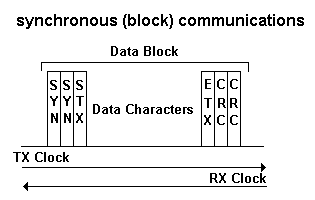 synchronous (block) communications
Data Block
SYN SYN STX Data Characters ETX CRC CRC
TX Clock
RX Clock